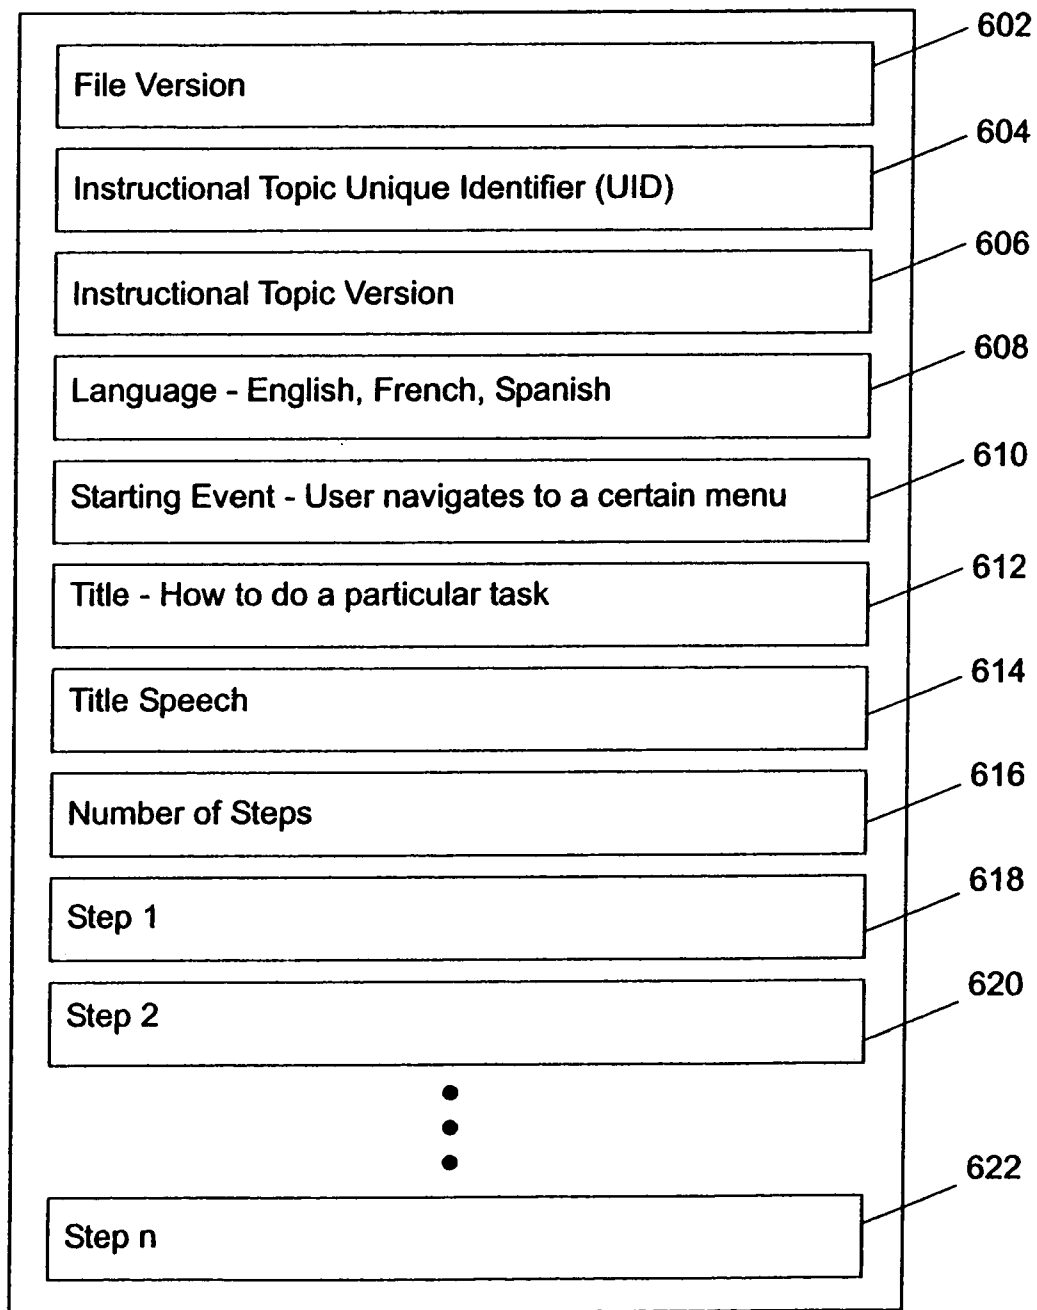 602
File Version
604
Instructional Topic Unique Identifier (UID)
606
Instructional Topic Version
608
Language - English, French, Spanish
610
Starting Event - User navigates to a certain menu
612
Title - How to do a particular task
614
Title Speech
616
Number of Steps
618
Step 1
620
Step 2
622
Step n